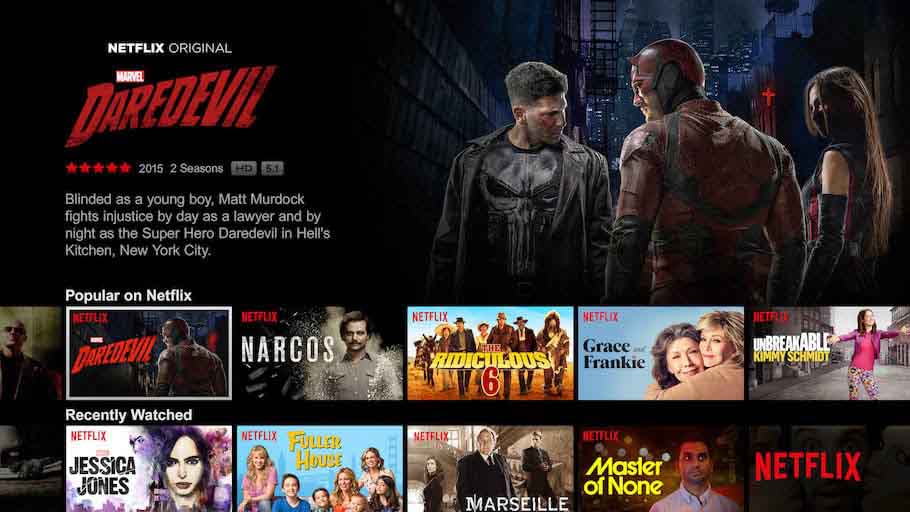 NETFLIX ORIGINAL
MARVEL
DAREDEVIL
2015 2 Seasons HD 5.1
Blinded as a young boy, Matt Murdock
fights injustice by day as a lawyer and by
night as the Super Hero Daredevil in Hell's
Kitchen, New York City.
Popular on Netflix
NETFLIX
DAREDEVIL
NETFLIX
NARCOS
NETFLIX
THE
RIDICULOUS
6
NETFLIX
Grace and
Frankie
NETFLIX
UNBREAKABLE
KIMMY SCHMIDT
Recently Watched
NETFLIX
JESSICA
JONES
NETFLIX
FULLER
HOUSE
NETFLIX
MARSEILLE
NETFLIX
Master
of None
NETFLIX